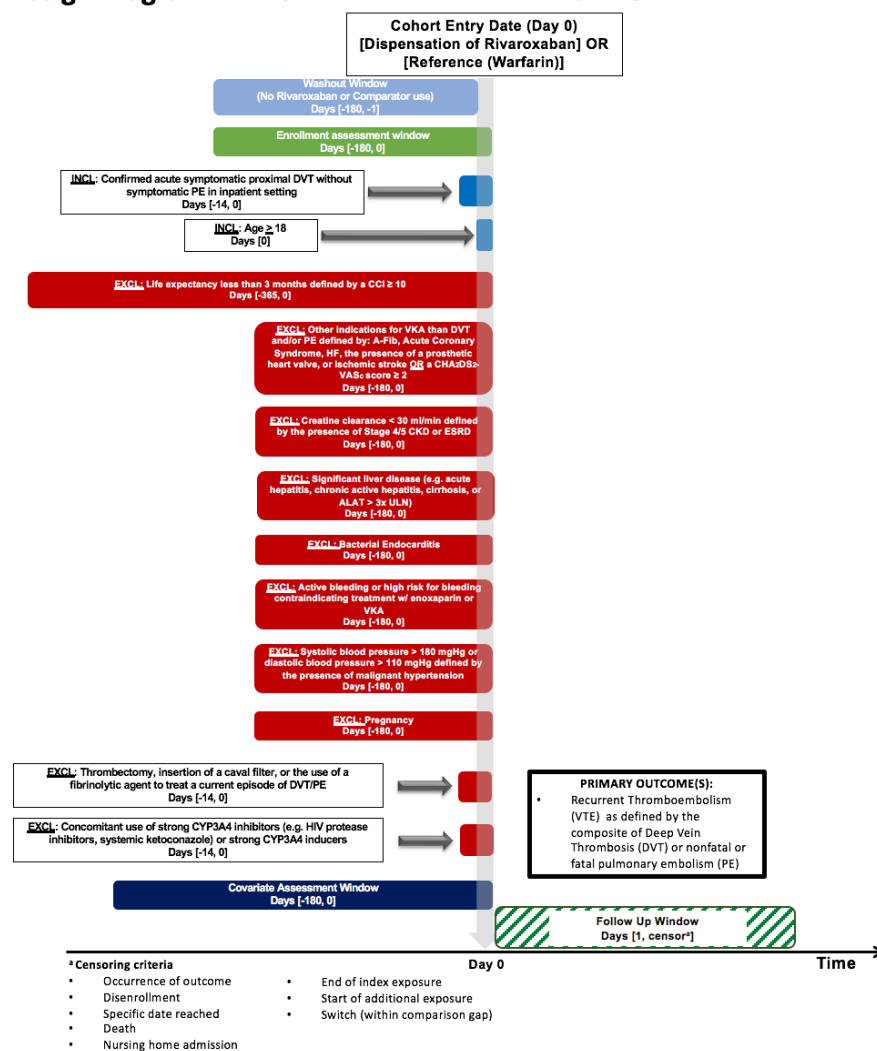 Cohort Entry Date (Day 0)
[Dispensation of Rivaroxaban] OR
[Reference (Warfarin)]
Washout Window
(No Rivaroxaban or Comparator use)
Days [-180, -1]
Enrollment assessment window
Days [-180, 0]
INCL: Confirmed acute symptomatic proximal DVT without
symptomatic PE in inpatient setting
Days [-14, 0]
INCL: Age ≥ 18
Days [0]
EXCL: Life expectancy less than 3 months defined by a CCI ≥ 10
Days [-365, 0]
EXCL: Other indications for VKA than DVT
and/or PE defined by: A-Fib, Acute Coronary
Syndrome, HF, the presence of a prosthetic
heart valve, or ischemic stroke OR a CHA2DS2-
VASc score ≥ 2
Days [-180, 0]
EXCL: Creatine clearance < 30 ml/min defined
by the presence of Stage 4/5 CKD or ESRD
Days [-180, 0]
EXCL: Significant liver disease (e.g. acute
hepatitis, chronic active hepatitis, cirrhosis, or
ALAT > 3x ULN)
Days [-180, 0]
EXCL: Bacterial Endocarditis
Days [-180, 0]
EXCL: Active bleeding or high risk for bleeding
contraindicating treatment w/ enoxaparin or
VKA
Days [-180, 0]
EXCL: Systolic blood pressure > 180 mgHg or
diastolic blood pressure > 110 mgHg defined by
the presence of malignant hypertension
Days [-180, 0]
EXCL: Pregnancy
Days [-180, 0]
EXCL: Thrombectomy, insertion of a caval filter, or the use of a
fibrinolytic agent to treat a current episode of DVT/PE
Days [-14, 0]
EXCL: Concomitant use of strong CYP3A4 inhibitors (e.g. HIV protease
inhibitors, systemic ketoconazole) or strong CYP3A4 inducers
Days [-14, 0]
PRIMARY OUTCOME(S):
• Recurrent Thromboembolism
(VTE) as defined by the
composite of Deep Vein
Thrombosis (DVT) or nonfatal or
fatal pulmonary embolism (PE)
Covariate Assessment Window
Days [-180, 0]
Follow Up Window
Days [1, censorᵃ]
Day 0
Time
ᵃ Censoring criteria
• Occurrence of outcome
• Disenrollment
• Specific date reached
• Death
• Nursing home admission
• End of index exposure
• Start of additional exposure
• Switch (within comparison gap)